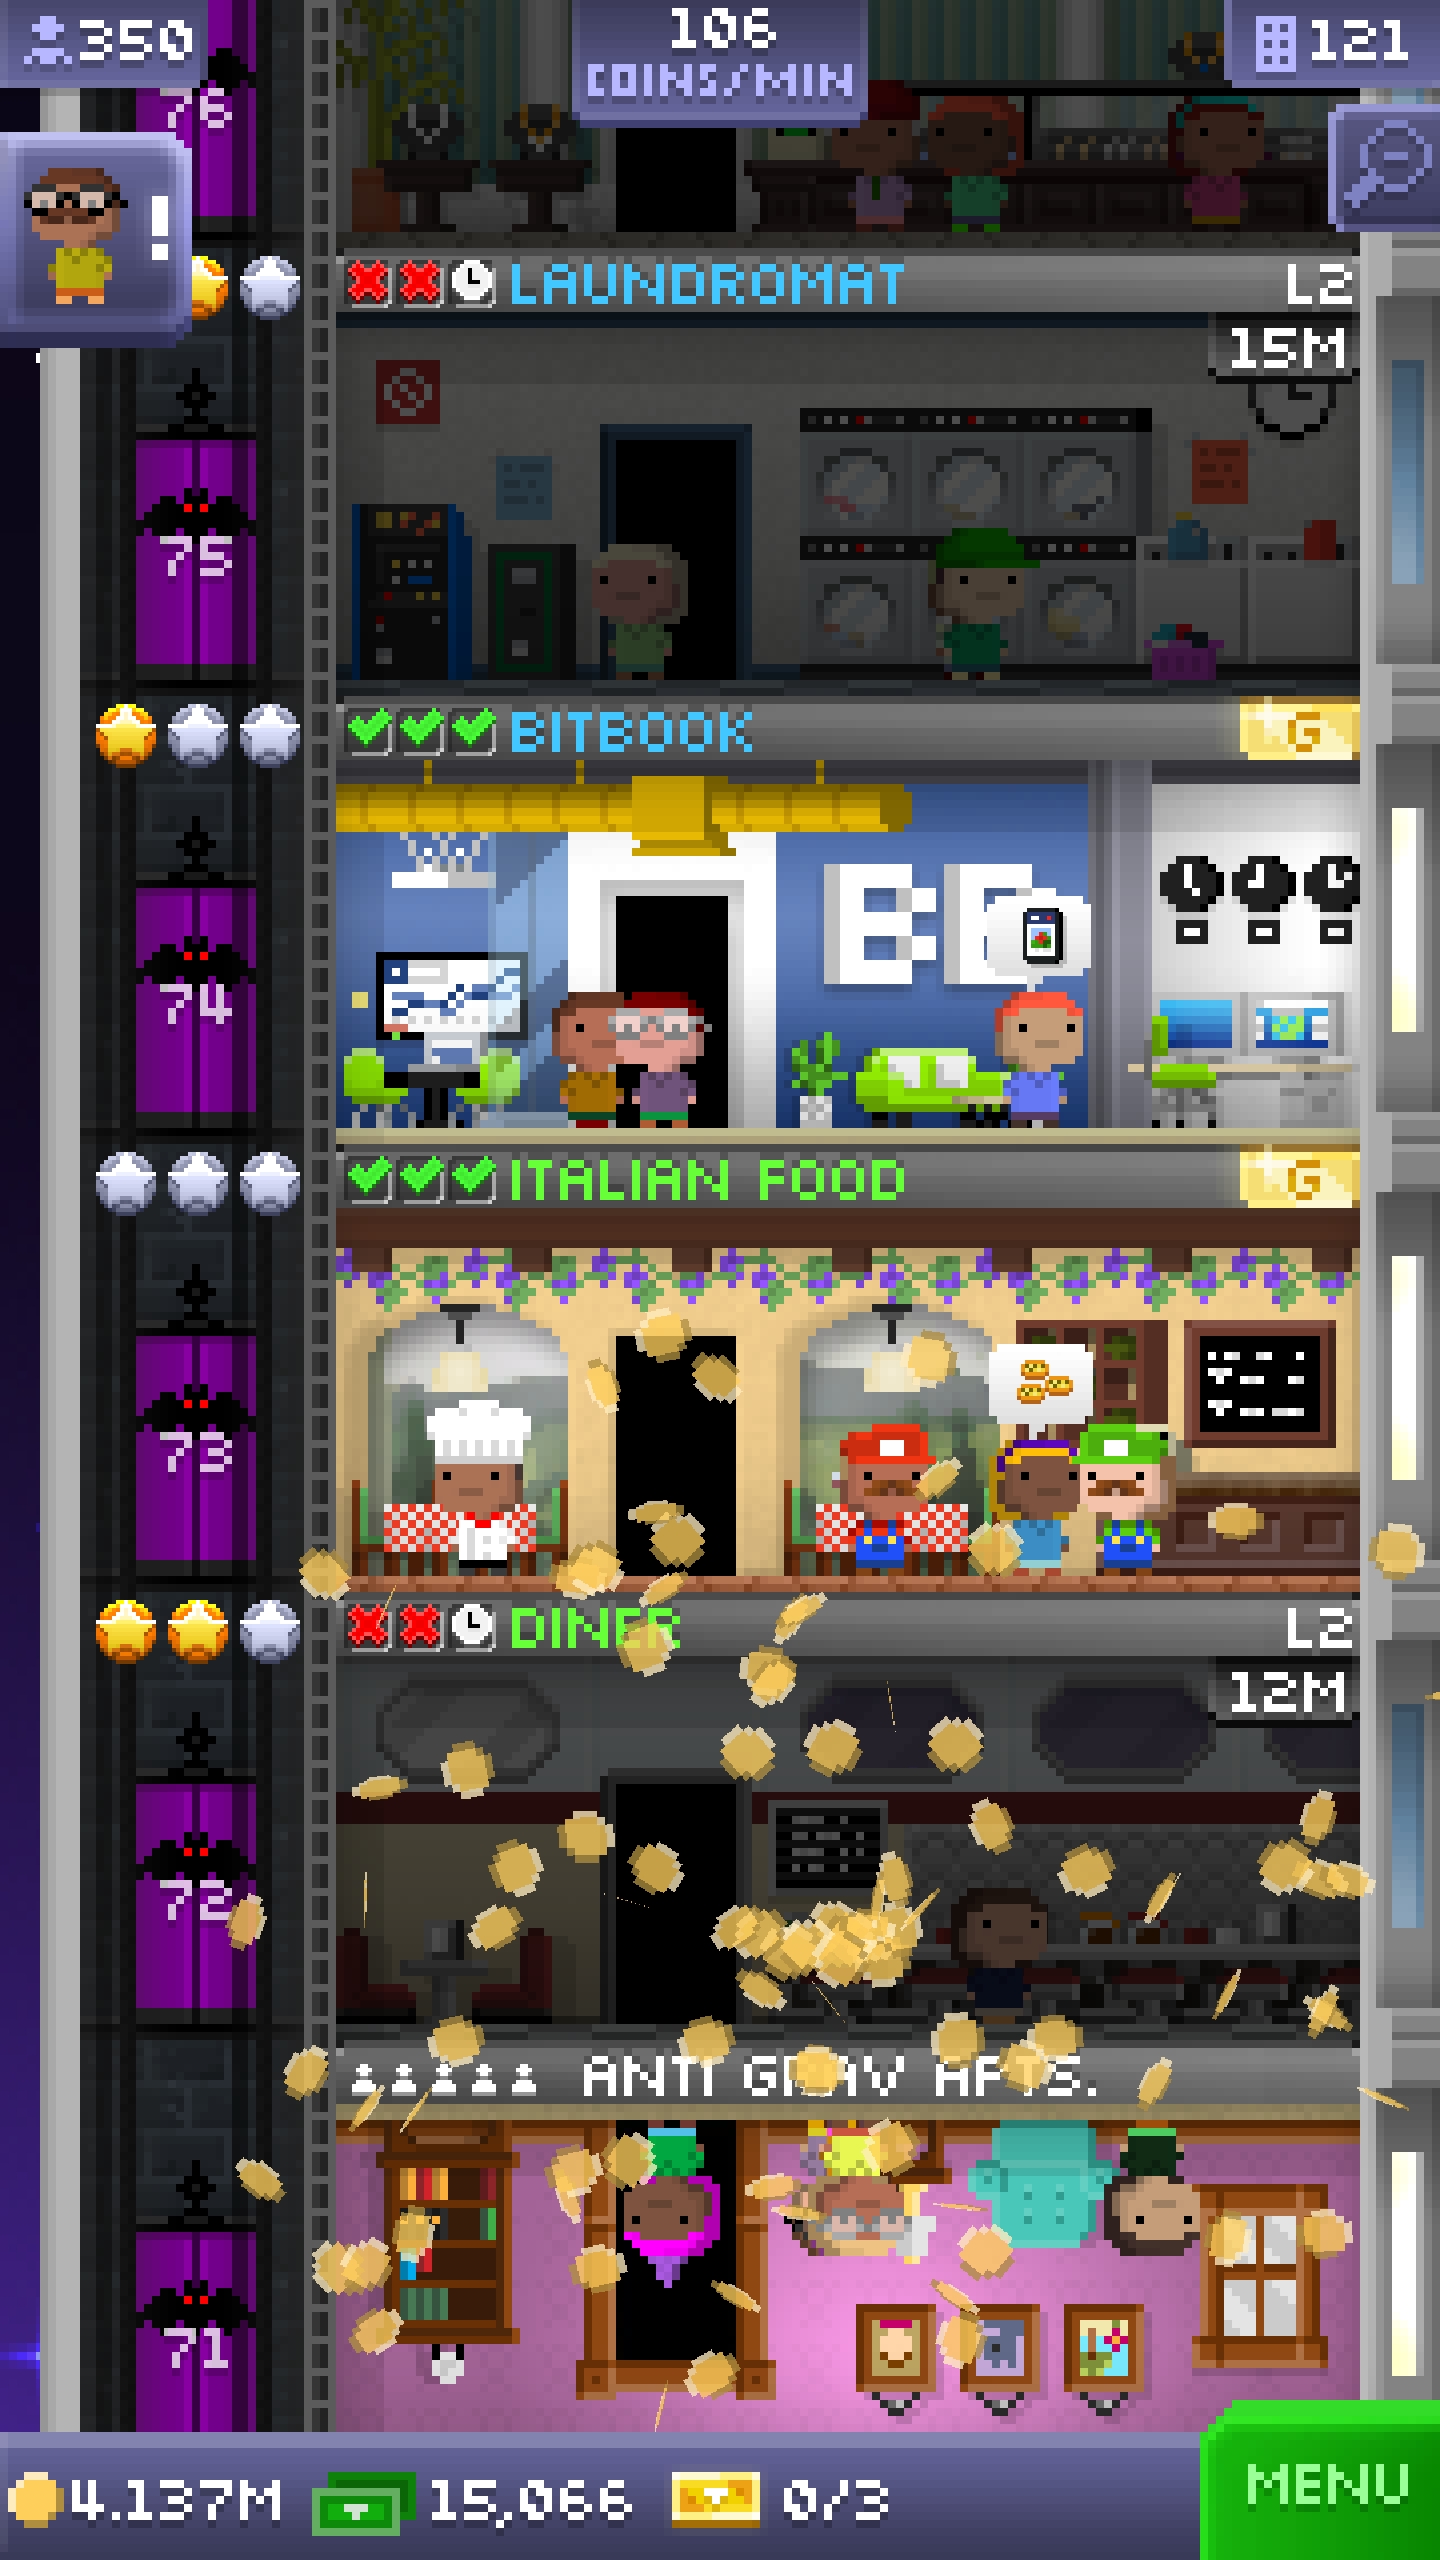 350
106
COINS/MIN
121
76
!
LAUNDROMAT
L2
15M
75
BITBOOK
G
74
ITALIAN FOOD
G
73
DINER
L2
12M
72
ANTI GRAV APTS.
71
4.137M
15,066
0/3
MENU